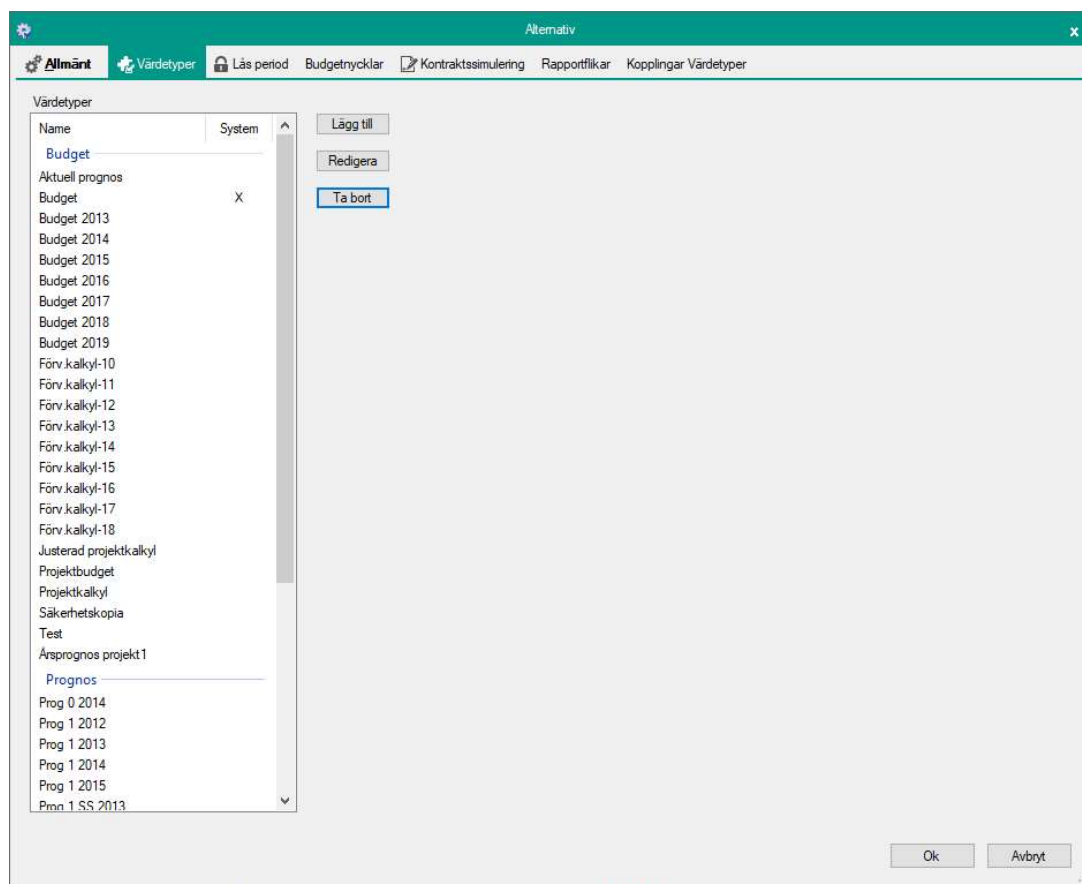 Alternativ x
Allmänt Värdetyper Lås period Budgetnycklar Kontraktssimulering Rapportflikar Kopplingar Värdetyper
Värdetyper
Name System
Lägg till
Redigera
Ta bort
Budget
Aktuell prognos
Budget X
Budget 2013
Budget 2014
Budget 2015
Budget 2016
Budget 2017
Budget 2018
Budget 2019
Förv.kalkyl-10
Förv.kalkyl-11
Förv.kalkyl-12
Förv.kalkyl-13
Förv.kalkyl-14
Förv.kalkyl-15
Förv.kalkyl-16
Förv.kalkyl-17
Förv.kalkyl-18
Justerad projektkalkyl
Projektbudget
Projektkalkyl
Säkerhetskopia
Test
Årsprognos projekt1
Prognos
Prog 0 2014
Prog 1 2012
Prog 1 2013
Prog 1 2014
Prog 1 2015
Prog 1 SS 2013
Ok Avbryt